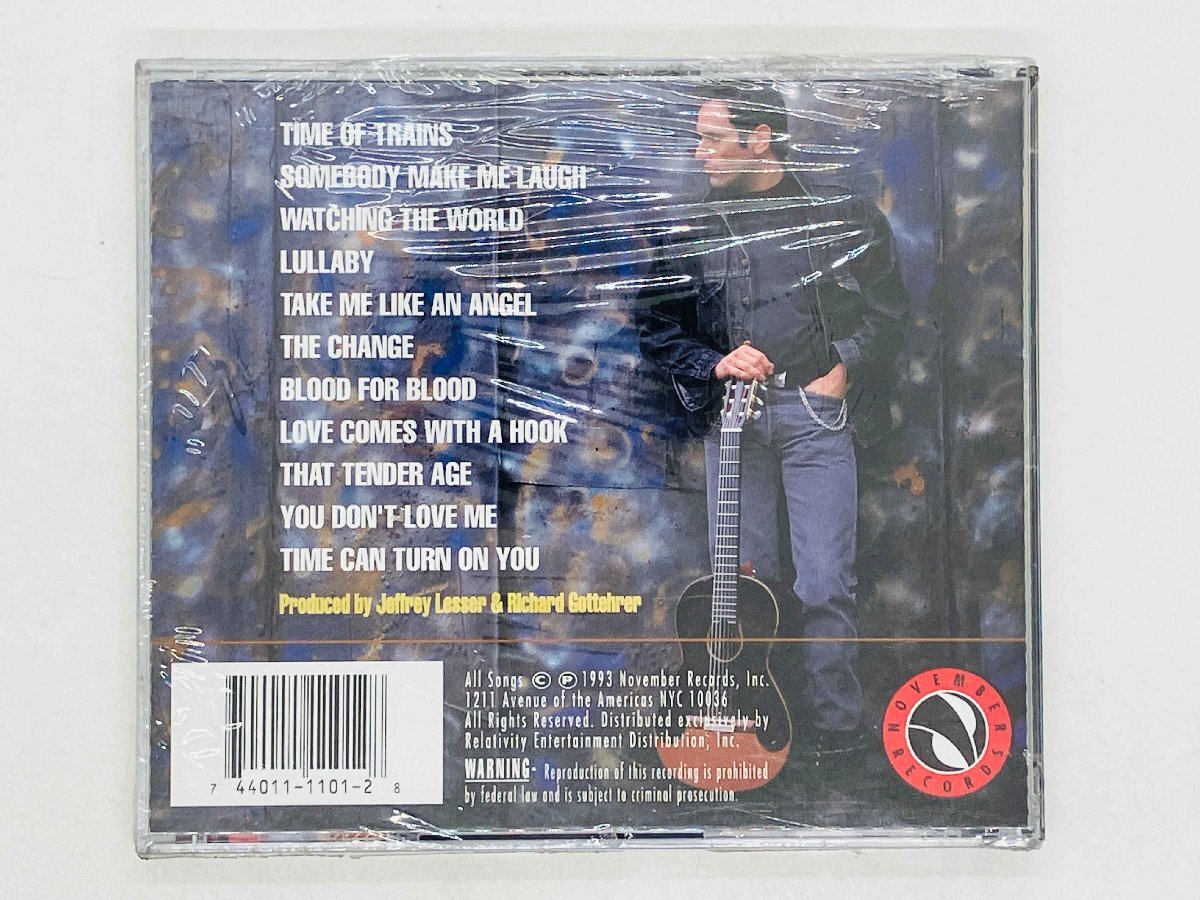 TIME OF TRAINS
SOMEBODY MAKE ME LAUGH
WATCHING THE WORLD
LULLABY
TAKE ME LIKE AN ANGEL
THE CHANGE
BLOOD FOR BLOOD
LOVE COMES WITH A HOOK
THAT TENDER AGE
YOU DON'T LOVE ME
TIME CAN TURN ON YOU
Produced by Jeffrey Lesser & Richard Gottehrer
All Songs © ℗ 1993 November Records, Inc.
1211 Avenue of the Americas NYC 10036
All Rights Reserved. Distributed exclusively by
Relativity Entertainment Distribution, Inc.
WARNING- Reproduction of this recording is prohibited
by federal law and is subject to criminal prosecution.
7 44011-1101-2 8
NOVEMBER RECORDS